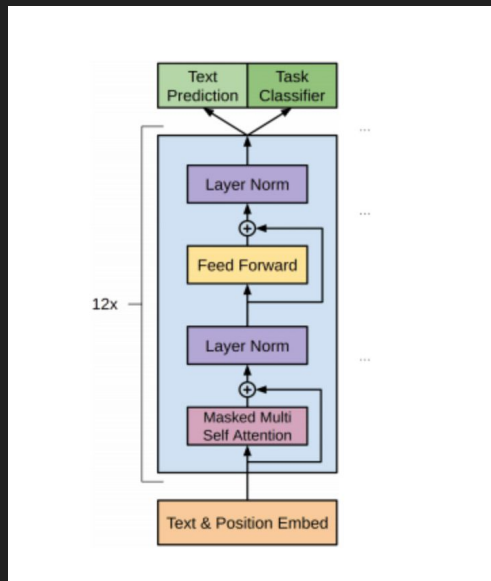 Text
Prediction
Task
Classifier
...
Layer Norm
...
Feed Forward
12x
Layer Norm
...
Masked Multi
Self Attention
Text & Position Embed